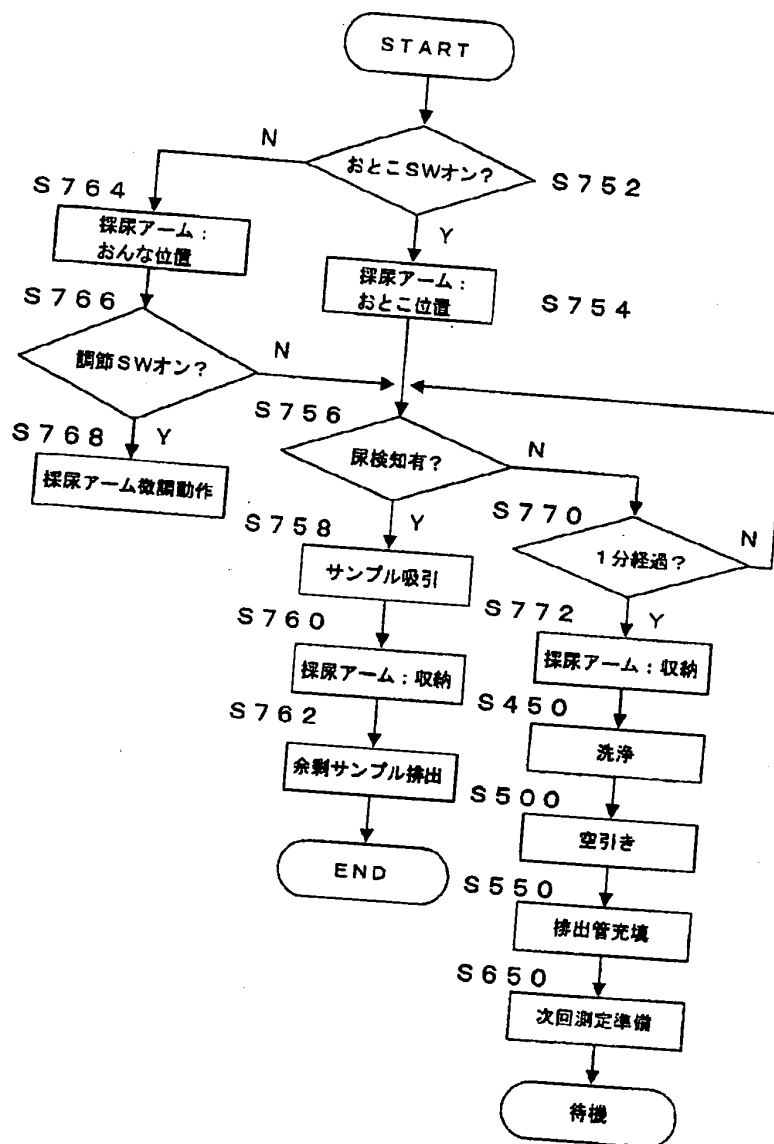 START
N
おとこSWオン?
S752
S764
Y
採尿アーム:
おんな位置
採尿アーム:
おとこ位置
S754
S766
調節SWオン?
N
S756
S768
Y
尿検知有?
N
採尿アーム微調動作
S758
Y
S770
1分経過?
N
サンプル吸引
S760
S772
Y
採尿アーム:収納
採尿アーム:収納
S762
S450
洗浄
余剰サンプル排出
S500
空引き
END
S550
排出管充填
S650
次回測定準備
待機